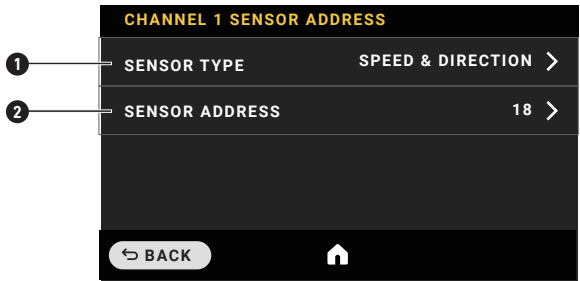 CHANNEL 1 SENSOR ADDRESS
1 SENSOR TYPE SPEED & DIRECTION
2 SENSOR ADDRESS 18
BACK